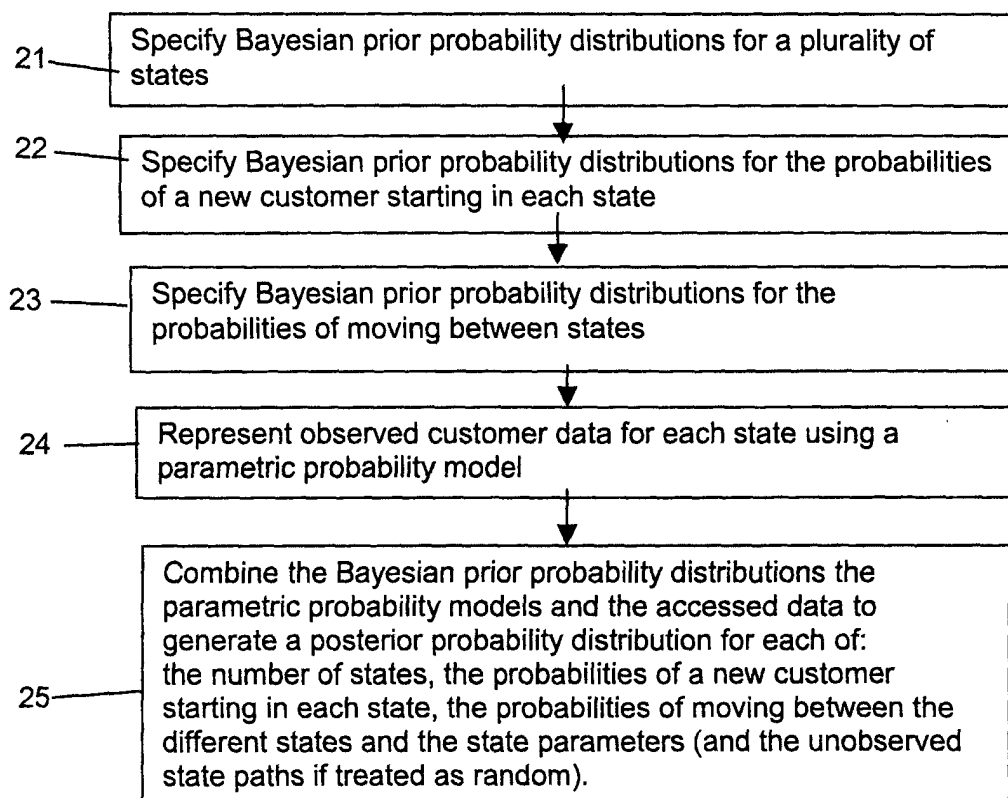 21
Specify Bayesian prior probability distributions for a plurality of
states
22
Specify Bayesian prior probability distributions for the probabilities
of a new customer starting in each state
23
Specify Bayesian prior probability distributions for the
probabilities of moving between states
24
Represent observed customer data for each state using a
parametric probability model
25
Combine the Bayesian prior probability distributions the
parametric probability models and the accessed data to
generate a posterior probability distribution for each of:
the number of states, the probabilities of a new customer
starting in each state, the probabilities of moving between the
different states and the state parameters (and the unobserved
state paths if treated as random).